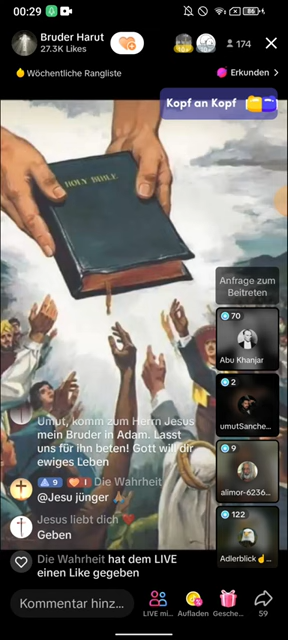 00:29
86
Bruder Harut
27.3K Likes
174
Wöchentliche Rangliste
Erkunden
Kopf an Kopf
HOLY BIBLE
Anfrage zum
Beitreten
70
Abu Khanjar
Umut, komm zum Herrn Jesus
mein Bruder in Adam. Lasst
uns für ihn beten! Gott will dir
ewiges Leben
2
umutSanche...
9 1 Die Wahrheit
@Jesu jünger
9
alimor-6236...
Jesus liebt dich
Geben
122
Adlerblick
Die Wahrheit hat dem LIVE
einen Like gegeben
Kommentar hinz...
LIVE mi...
Aufladen
Gesche...
59